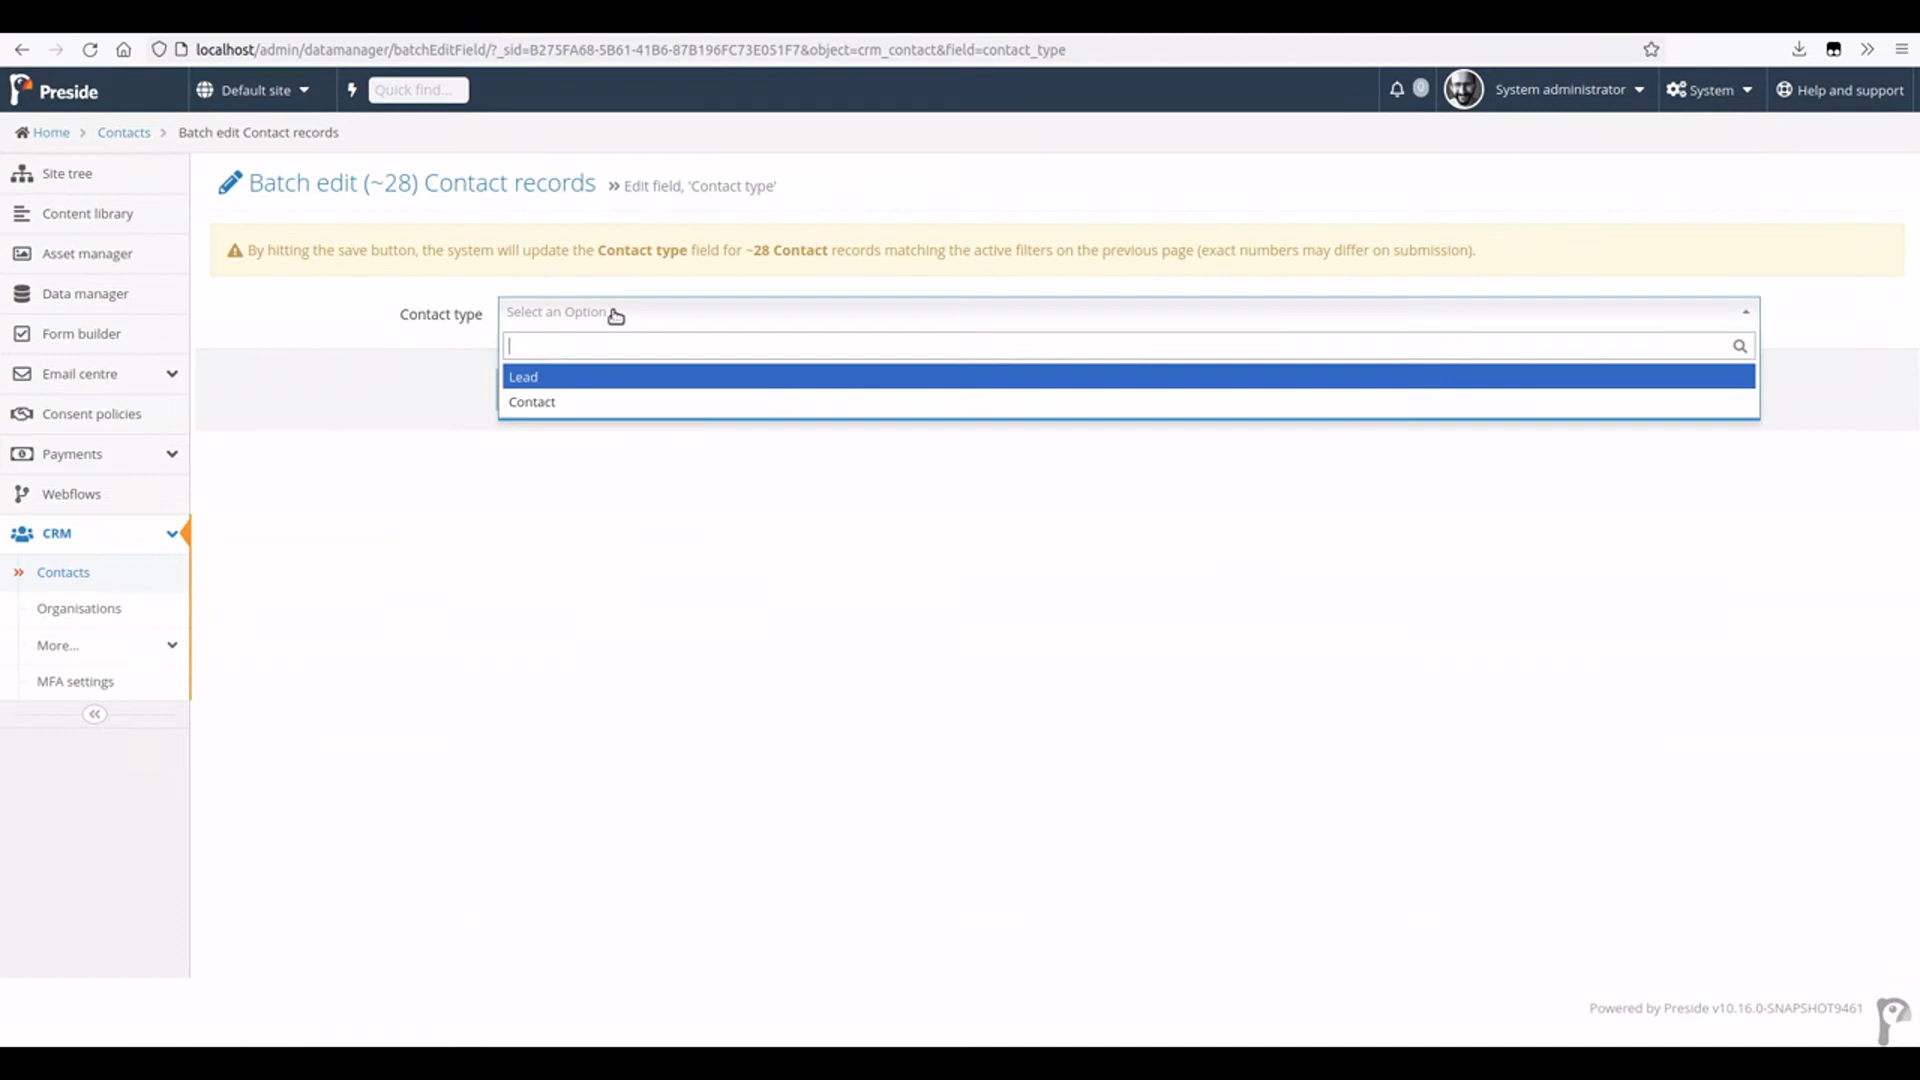 localhost/admin/datamanager/batchEditField/?_sid=B275FA68-5B61-41B6-87B196FC73E051F7&object=crm_contact&field=contact_type
Preside
Default site
Quick find...
0
System administrator
System
Help and support
Home
Contacts
Batch edit Contact records
Site tree
Content library
Asset manager
Data manager
Form builder
Email centre
Consent policies
Payments
Webflows
CRM
Contacts
Organisations
More...
MFA settings
Batch edit (~28) Contact records » Edit field, 'Contact type'
By hitting the save button, the system will update the Contact type field for ~28 Contact records matching the active filters on the previous page (exact numbers may differ on submission).
Contact type
Select an Option
Lead
Contact
Powered by Preside v10.16.0-SNAPSHOT9461